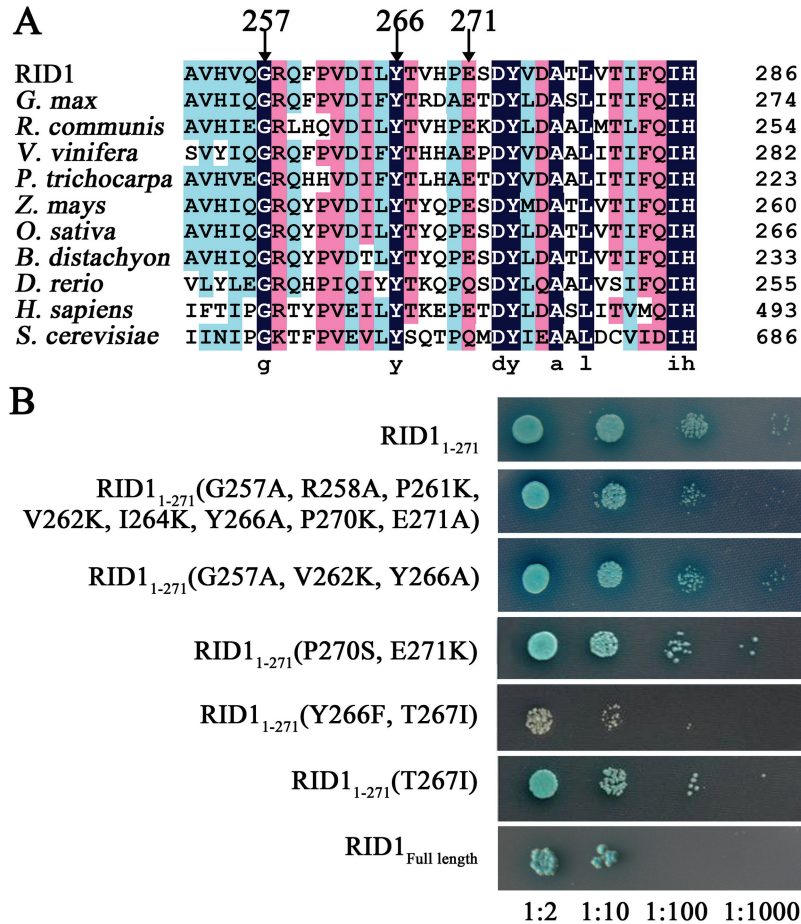 A
257 266 271
RID1 AVHVQGRQFPVDILYTVHPESDYVDATLVTIFQIH 286
G. max AVHIQGRQFPVDIFYTRDAETDYLDASLITIFQIH 274
R. communis AVHIEGRLHQVDILYTVHPEKDYLDAALMTLFQIH 254
V. vinifera SVYIQGRQFPVDIFYTHHAEPDYVDAALITIFQIH 282
P. trichocarpa AVHVEGRQHHVDIFYTLHAETDYLDAALITIFQIH 223
Z. mays AVHIQGRQYPVDILYTYQPESDYMDATLVTIFQIH 260
O. sativa AVHIQGRQYPVDILYTYQPESDYLDAALVTIFQIH 266
B. distachyon AVHIQGRQYPVDTLYTYQPESDYLDAALVTIFQIH 233
D. rerio VLYLEGRQHPIQIYYTKQPQSDYLQAALVSIFQIH 255
H. sapiens IFTIPGRTYPVEILYTKEPETDYLDASLITVMQIH 493
S. cerevisiae IINIPGKTFPVEVLYSQTPQMDYIEAALDCVIDIH 686
g y dy a l ih
B
RID1₁₋₂₇₁
RID1₁₋₂₇₁(G257A, R258A, P261K,
V262K, I264K, Y266A, P270K, E271A)
RID1₁₋₂₇₁(G257A, V262K, Y266A)
RID1₁₋₂₇₁(P270S, E271K)
RID1₁₋₂₇₁(Y266F, T267I)
RID1₁₋₂₇₁(T267I)
RID1Full length
1:2 1:10 1:100 1:1000